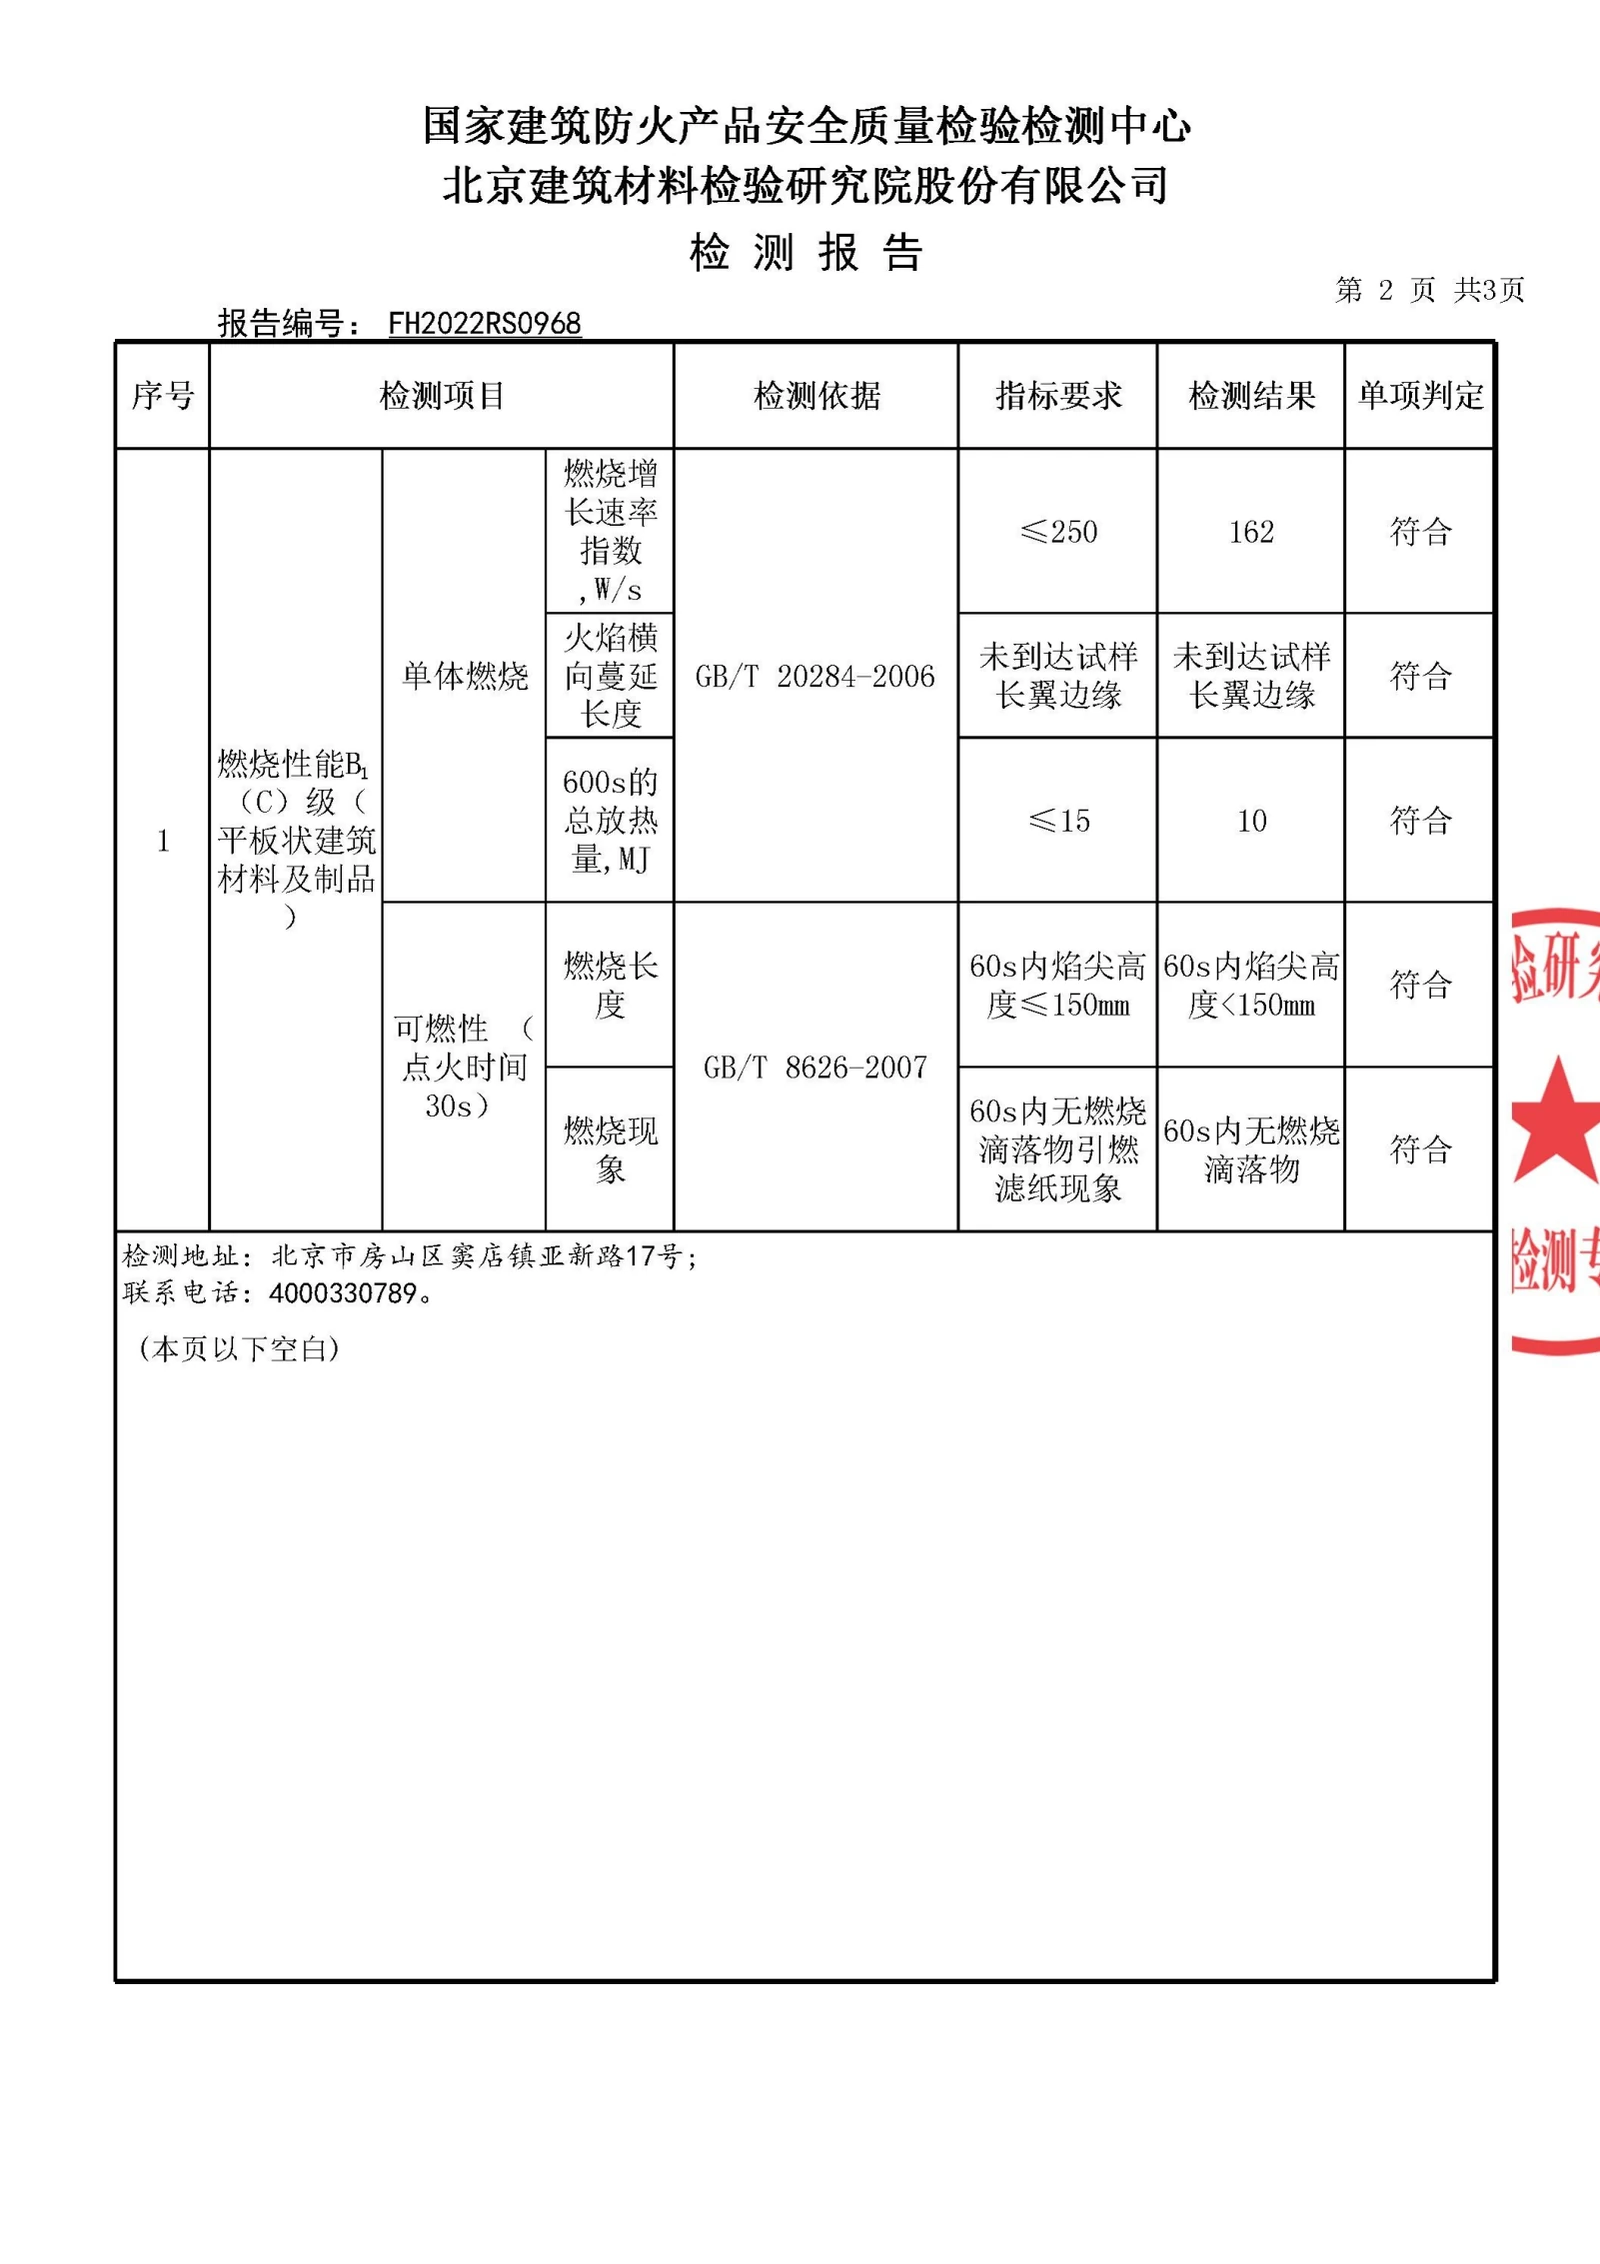 国家建筑防火产品安全质量检验检测中心
北京建筑材料检验研究院股份有限公司
检 测 报 告
第 2 页 共3页
报告编号： FH2022RS0968
序号 检测项目 检测依据 指标要求 检测结果 单项判定
1
燃烧性能B₁
（C）级（
平板状建筑
材料及制品
）
单体燃烧
燃烧增
长速率
指数
,W/s
GB/T 20284-2006
≤250
162
符合
火焰横
向蔓延
长度
未到达试样
长翼边缘
未到达试样
长翼边缘
符合
600s的
总放热
量,MJ
≤15
10
符合
可燃性 （
点火时间
30s）
燃烧长
度
GB/T 8626-2007
60s内焰尖高
度≤150mm
60s内焰尖高
度<150mm
符合
燃烧现
象
60s内无燃烧
滴落物引燃
滤纸现象
60s内无燃烧
滴落物
符合
检测地址：北京市房山区窦店镇亚新路17号；
联系电话：4000330789。
(本页以下空白)
验研
检测